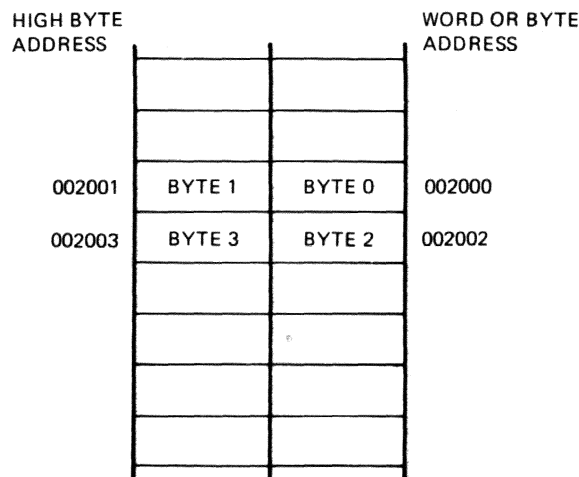 HIGH BYTE
ADDRESS
WORD OR BYTE
ADDRESS
002001 BYTE 1 BYTE 0 002000
002003 BYTE 3 BYTE 2 002002